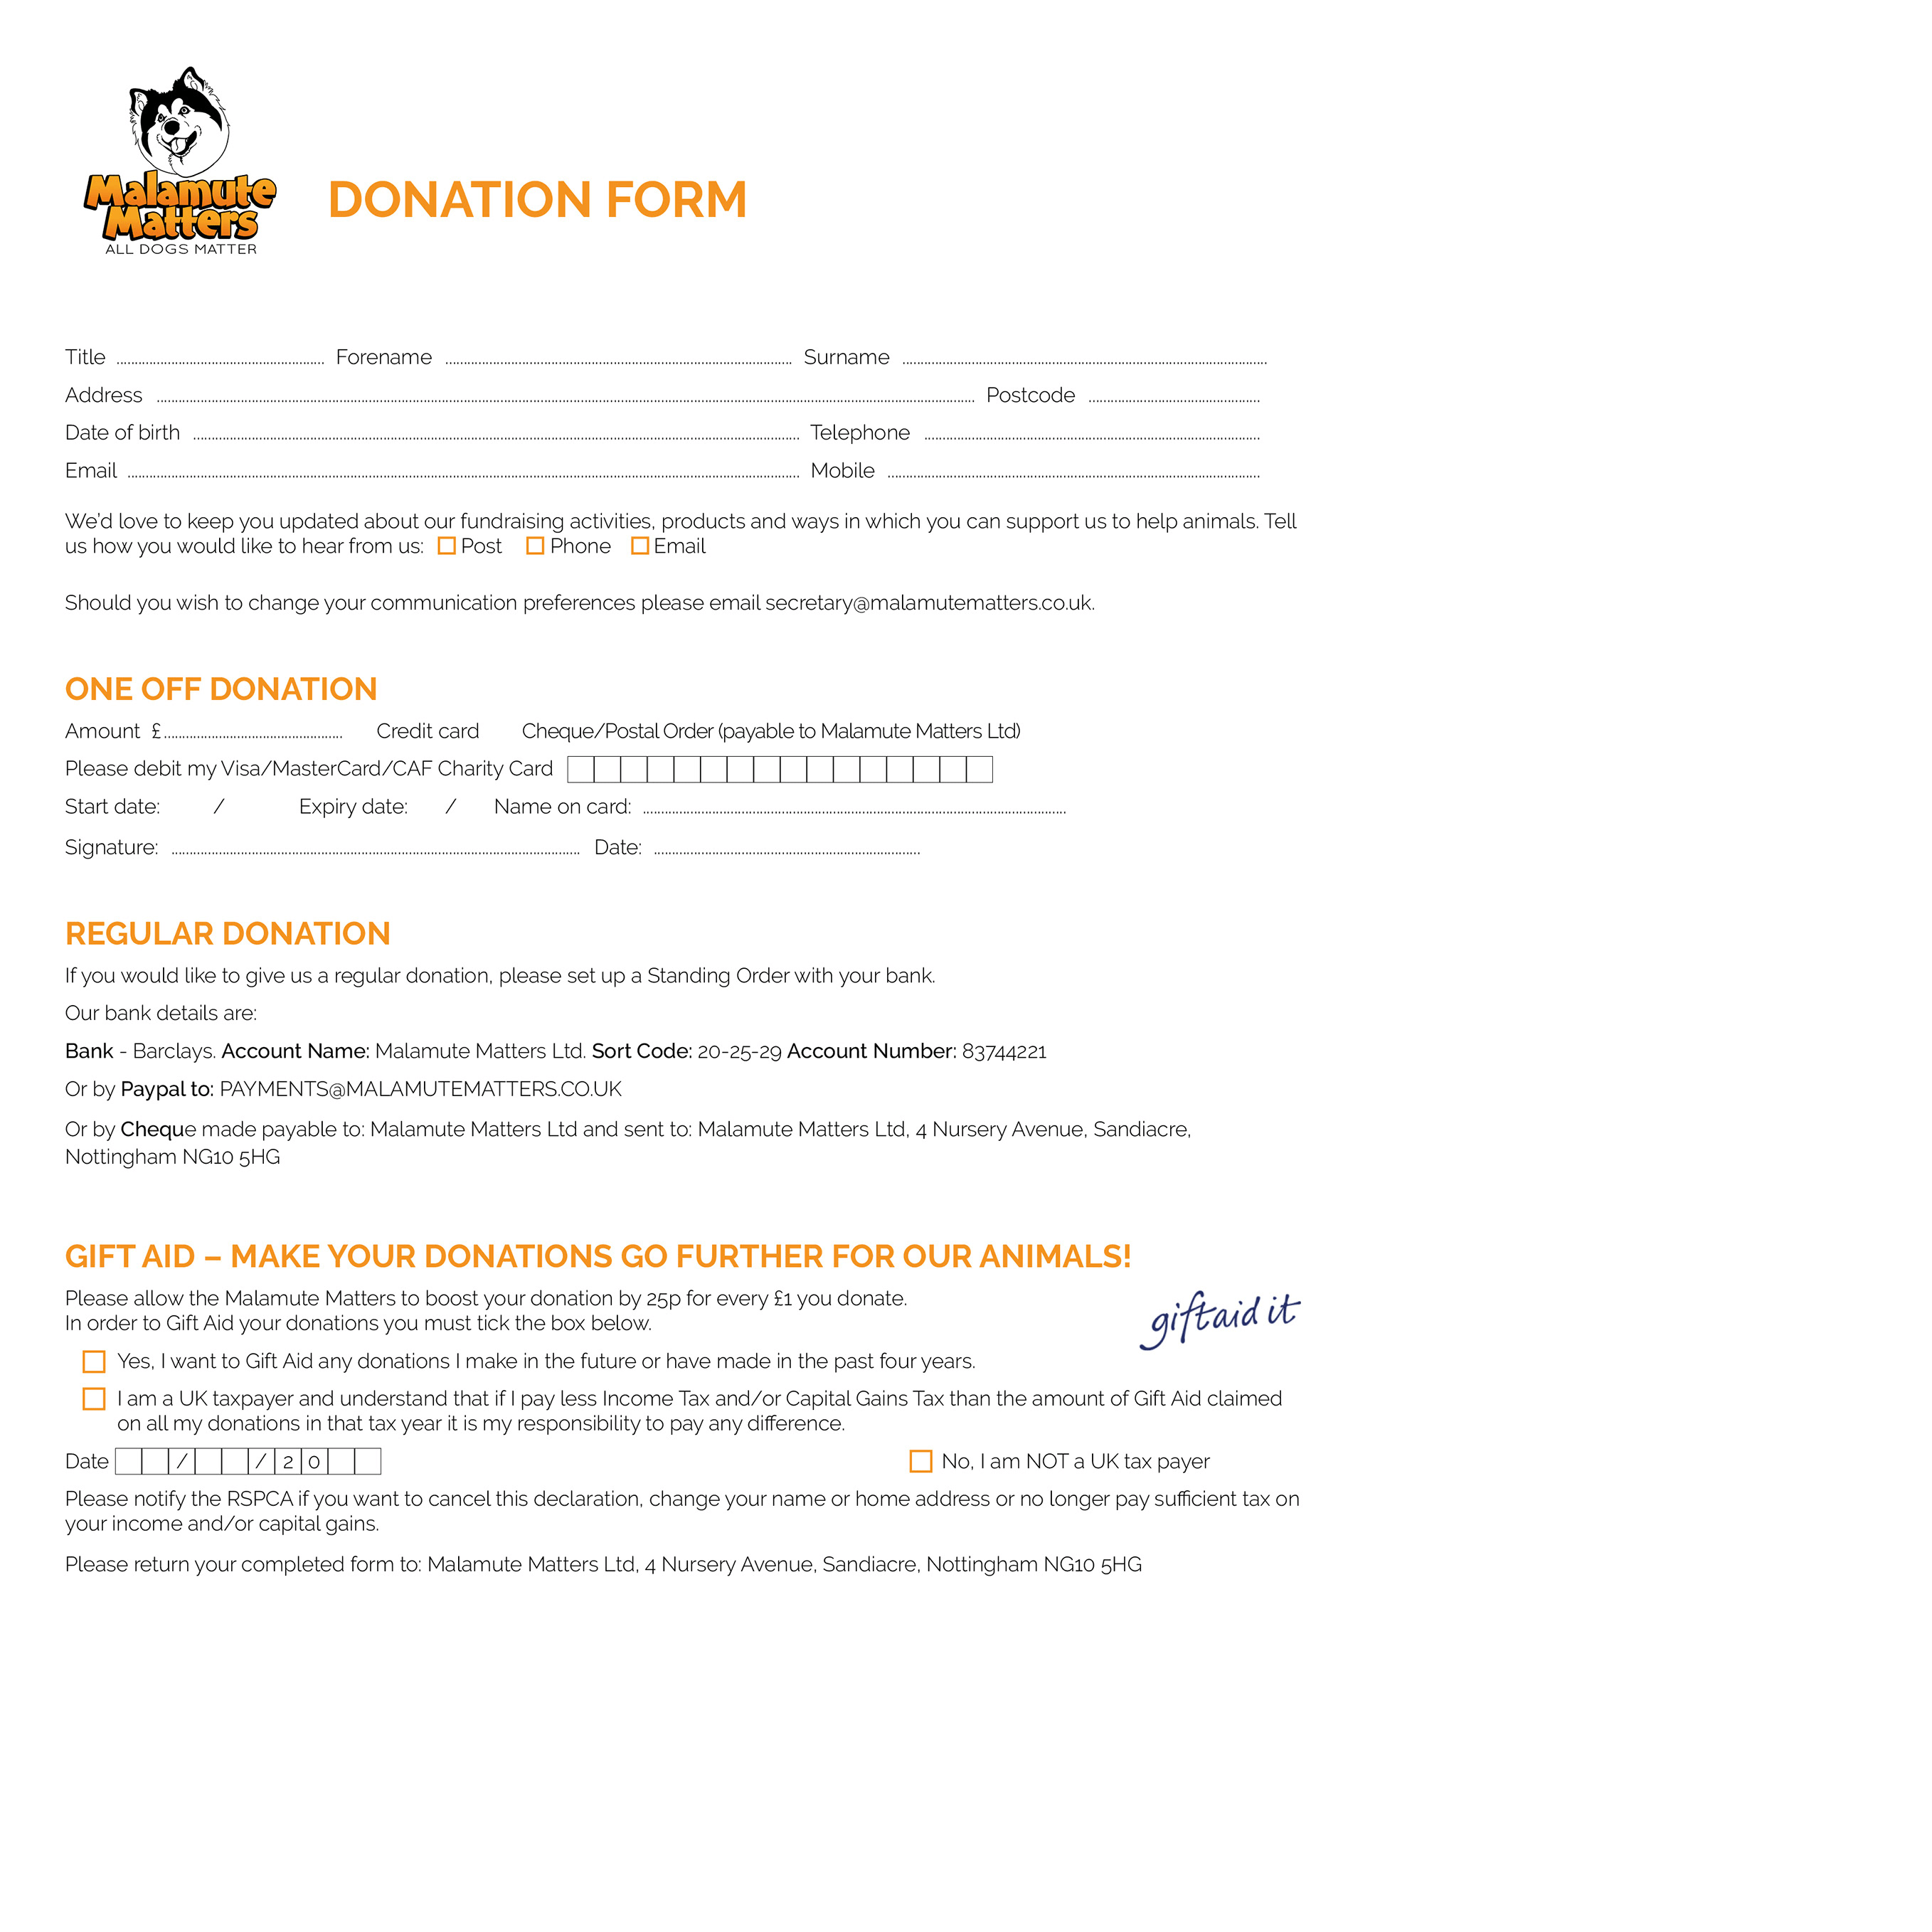 Malamute
Matters
ALL DOGS MATTER
DONATION FORM
Title ........ Forename ........ Surname ........
Address ........ Postcode ........
Date of birth ........ Telephone ........
Email ........ Mobile ........
We'd love to keep you updated about our fundraising activities, products and ways in which you can support us to help animals. Tell
us how you would like to hear from us: Post Phone Email
Should you wish to change your communication preferences please email secretary@malamutematters.co.uk.
ONE OFF DONATION
Amount £........ Credit card Cheque/Postal Order (payable to Malamute Matters Ltd)
Please debit my Visa/MasterCard/CAF Charity Card
Start date: / Expiry date: / Name on card: ........
Signature: ........ Date: ........
REGULAR DONATION
If you would like to give us a regular donation, please set up a Standing Order with your bank.
Our bank details are:
Bank - Barclays. Account Name: Malamute Matters Ltd. Sort Code: 20-25-29 Account Number: 83744221
Or by Paypal to: PAYMENTS@MALAMUTEMATTERS.CO.UK
Or by Cheque made payable to: Malamute Matters Ltd and sent to: Malamute Matters Ltd, 4 Nursery Avenue, Sandiacre,
Nottingham NG10 5HG
GIFT AID – MAKE YOUR DONATIONS GO FURTHER FOR OUR ANIMALS!
Please allow the Malamute Matters to boost your donation by 25p for every £1 you donate.
In order to Gift Aid your donations you must tick the box below.
giftaid it
Yes, I want to Gift Aid any donations I make in the future or have made in the past four years.
I am a UK taxpayer and understand that if I pay less Income Tax and/or Capital Gains Tax than the amount of Gift Aid claimed
on all my donations in that tax year it is my responsibility to pay any difference.
Date / / 2 0 No, I am NOT a UK tax payer
Please notify the RSPCA if you want to cancel this declaration, change your name or home address or no longer pay sufficient tax on
your income and/or capital gains.
Please return your completed form to: Malamute Matters Ltd, 4 Nursery Avenue, Sandiacre, Nottingham NG10 5HG